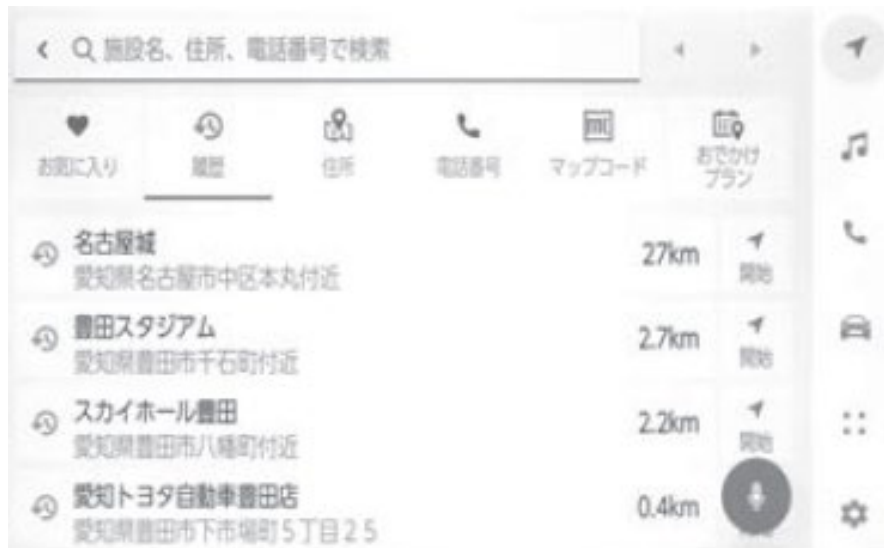 施設名、住所、電話番号で検索
お気に入り
履歴
住所
電話番号
マップコード
おでかけ
プラン
名古屋城
27km
愛知県名古屋市中区本丸付近
開始
豊田スタジアム
2.7km
愛知県豊田市千石町付近
開始
スカイホール豊田
2.2km
愛知県豊田市八幡町付近
開始
愛知トヨタ自動車豊田店
0.4km
愛知県豊田市下市場町5丁目25